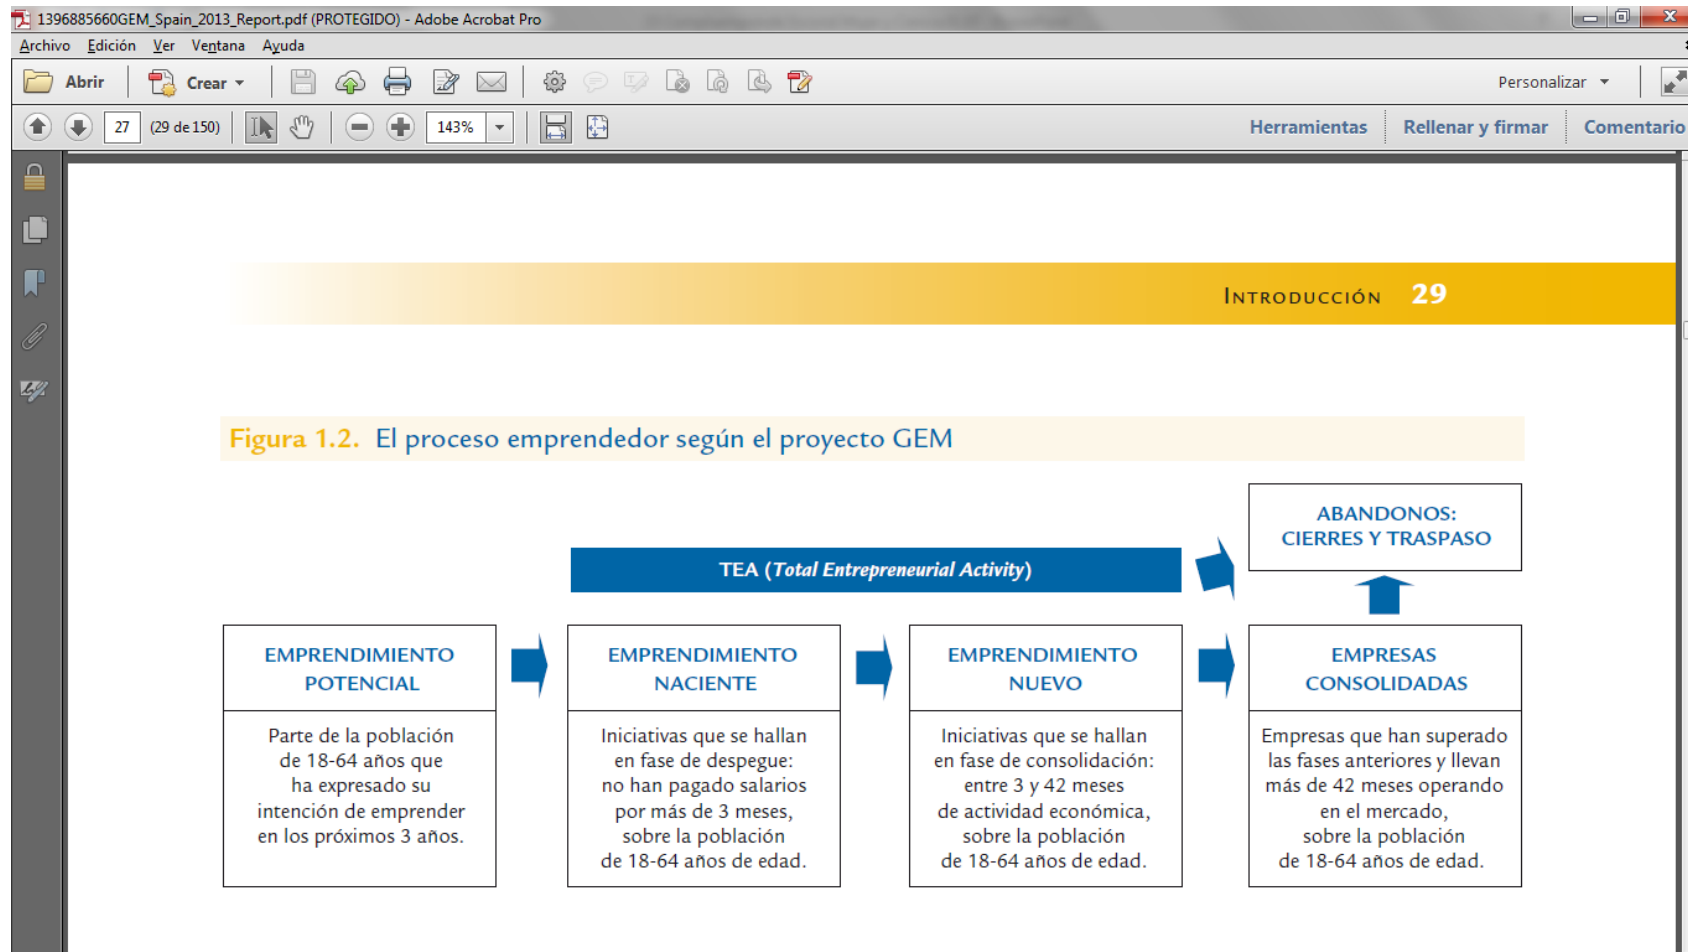 1396885660GEM_Spain_2013_Report.pdf (PROTEGIDO) - Adobe Acrobat Pro
Archivo Edición Ver Ventana Ayuda
Abrir Crear Personalizar
27 (29 de 150) 143% Herramientas Rellenar y firmar Comentario
INTRODUCCIÓN 29
Figura 1.2. El proceso emprendedor según el proyecto GEM
ABANDONOS:
CIERRES Y TRASPASO
TEA (Total Entrepreneurial Activity)
EMPRENDIMIENTO
POTENCIAL
Parte de la población
de 18-64 años que
ha expresado su
intención de emprender
en los próximos 3 años.
EMPRENDIMIENTO
NACIENTE
Iniciativas que se hallan
en fase de despegue:
no han pagado salarios
por más de 3 meses,
sobre la población
de 18-64 años de edad.
EMPRENDIMIENTO
NUEVO
Iniciativas que se hallan
en fase de consolidación:
entre 3 y 42 meses
de actividad económica,
sobre la población
de 18-64 años de edad.
EMPRESAS
CONSOLIDADAS
Empresas que han superado
las fases anteriores y llevan
más de 42 meses operando
en el mercado,
sobre la población
de 18-64 años de edad.